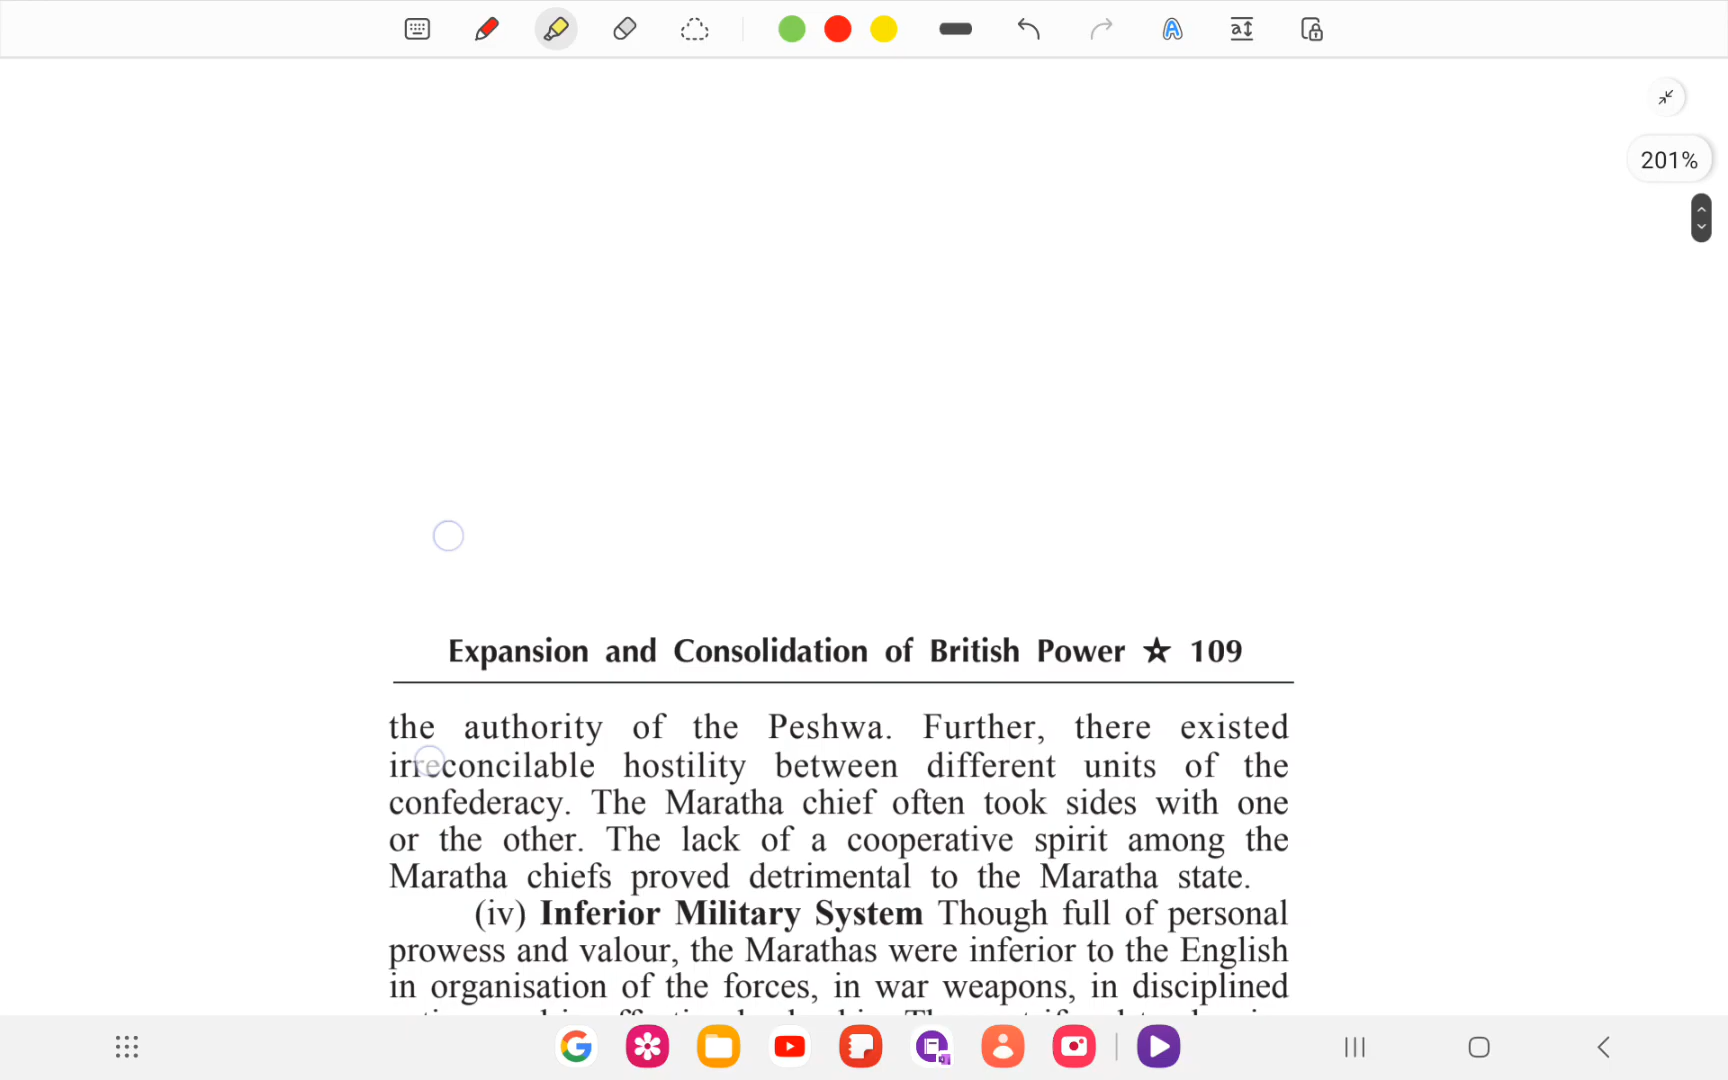 201%
Expansion and Consolidation of British Power ☆ 109
the authority of the Peshwa. Further, there existed
irreconcilable hostility between different units of the
confederacy. The Maratha chief often took sides with one
or the other. The lack of a cooperative spirit among the
Maratha chiefs proved detrimental to the Maratha state.
(iv) Inferior Military System Though full of personal
prowess and valour, the Marathas were inferior to the English
in organisation of the forces, in war weapons, in disciplined